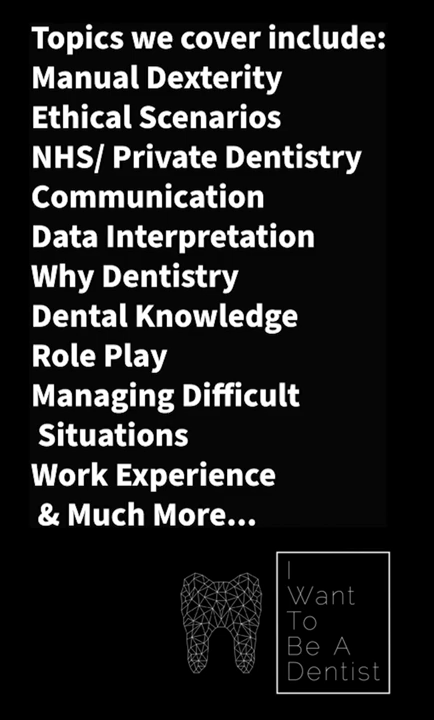 Topics we cover include:
Manual Dexterity
Ethical Scenarios
NHS/ Private Dentistry
Communication
Data Interpretation
Why Dentistry
Dental Knowledge
Role Play
Managing Difficult
Situations
Work Experience
& Much More...
I
Want
To
Be A
Dentist